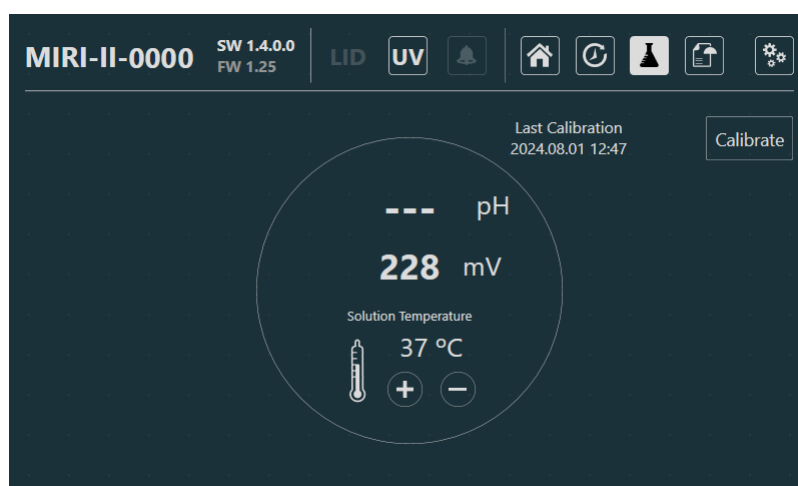 MIRI-II-0000
SW 1.4.0.0
FW 1.25
LID
UV
Last Calibration
2024.08.01 12:47
Calibrate
--- pH
228 mV
Solution Temperature
37 ºC
+ −